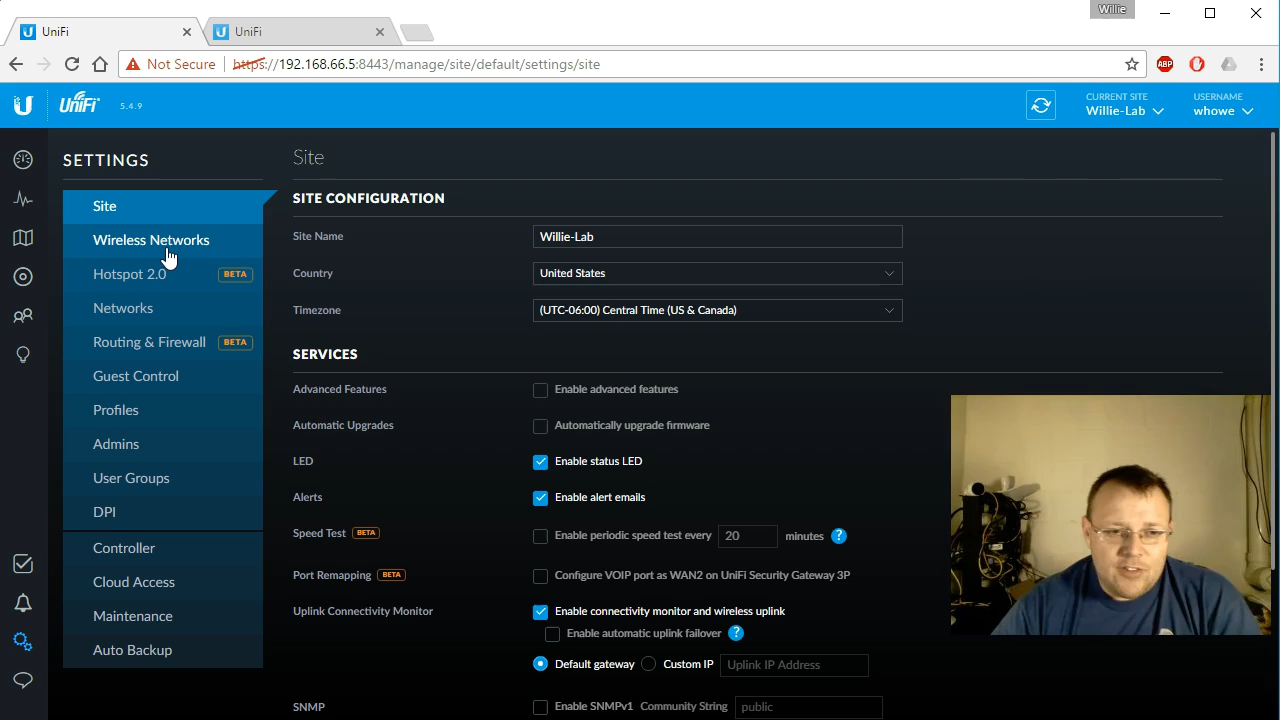 Willie
UniFi
UniFi
Not Secure https://192.168.66.5:8443/manage/site/default/settings/site
ABP
UniFi 5.4.9
CURRENT SITE
Willie-Lab
USERNAME
whowe
SETTINGS
Site
Wireless Networks
Hotspot 2.0 BETA
Networks
Routing & Firewall BETA
Guest Control
Profiles
Admins
User Groups
DPI
Controller
Cloud Access
Maintenance
Auto Backup
Site
SITE CONFIGURATION
Site Name Willie-Lab
Country United States
Timezone (UTC-06:00) Central Time (US & Canada)
SERVICES
Advanced Features Enable advanced features
Automatic Upgrades Automatically upgrade firmware
LED Enable status LED
Alerts Enable alert emails
Speed Test BETA Enable periodic speed test every 20 minutes ?
Port Remapping BETA Configure VOIP port as WAN2 on UniFi Security Gateway 3P
Uplink Connectivity Monitor Enable connectivity monitor and wireless uplink
Enable automatic uplink failover ?
Default gateway Custom IP Uplink IP Address
SNMP Enable SNMPv1 Community String public